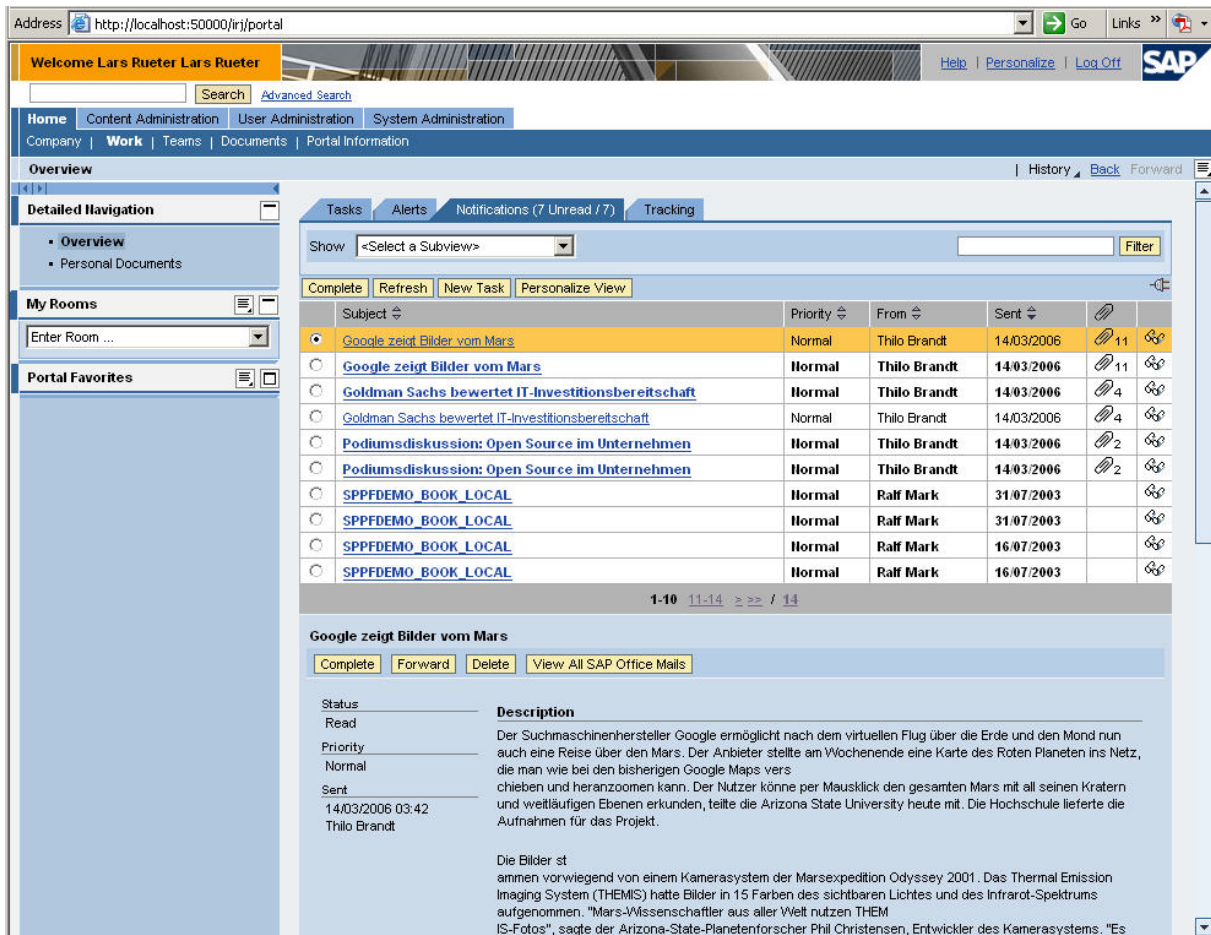 Address http://localhost:50000/irj/portal Go Links »
Welcome Lars Rueter Lars Rueter Help | Personalize | Log Off SAP
Search Advanced Search
Home Content Administration User Administration System Administration
Company | Work | Teams | Documents | Portal Information
Overview | History Back Forward
Detailed Navigation
Overview
Personal Documents
My Rooms
Enter Room ...
Portal Favorites
Tasks Alerts Notifications (7 Unread / 7) Tracking
Show <Select a Subview> Filter
Complete Refresh New Task Personalize View
Subject Priority From Sent
Google zeigt Bilder vom Mars Normal Thilo Brandt 14/03/2006 11
Google zeigt Bilder vom Mars Normal Thilo Brandt 14/03/2006 11
Goldman Sachs bewertet IT-Investitionsbereitschaft Normal Thilo Brandt 14/03/2006 4
Goldman Sachs bewertet IT-Investitionsbereitschaft Normal Thilo Brandt 14/03/2006 4
Podiumsdiskussion: Open Source im Unternehmen Normal Thilo Brandt 14/03/2006 2
Podiumsdiskussion: Open Source im Unternehmen Normal Thilo Brandt 14/03/2006 2
SPPFDEMO_BOOK_LOCAL Normal Ralf Mark 31/07/2003
SPPFDEMO_BOOK_LOCAL Normal Ralf Mark 31/07/2003
SPPFDEMO_BOOK_LOCAL Normal Ralf Mark 16/07/2003
SPPFDEMO_BOOK_LOCAL Normal Ralf Mark 16/07/2003
1-10 11-14 > >> / 14
Google zeigt Bilder vom Mars
Complete Forward Delete View All SAP Office Mails
Status
Read
Priority
Normal
Sent
14/03/2006 03:42
Thilo Brandt
Description
Der Suchmaschinenhersteller Google ermöglicht nach dem virtuellen Flug über die Erde und den Mond nun
auch eine Reise über den Mars. Der Anbieter stellte am Wochenende eine Karte des Roten Planeten ins Netz,
die man wie bei den bisherigen Google Maps vers
chieben und heranzoomen kann. Der Nutzer könne per Mausklick den gesamten Mars mit all seinen Kratern
und weitläufigen Ebenen erkunden, teilte die Arizona State University heute mit. Die Hochschule lieferte die
Aufnahmen für das Projekt.
Die Bilder st
ammen vorwiegend von einem Kamerasystem der Marsexpedition Odyssey 2001. Das Thermal Emission
Imaging System (THEMIS) hatte Bilder in 15 Farben des sichtbaren Lichtes und des Infrarot-Spektrums
aufgenommen. "Mars-Wissenschaftler aus aller Welt nutzen THEM
IS-Fotos", sagte der Arizona-State-Planetenforscher Phil Christensen, Entwickler des Kamerasystems. "Es